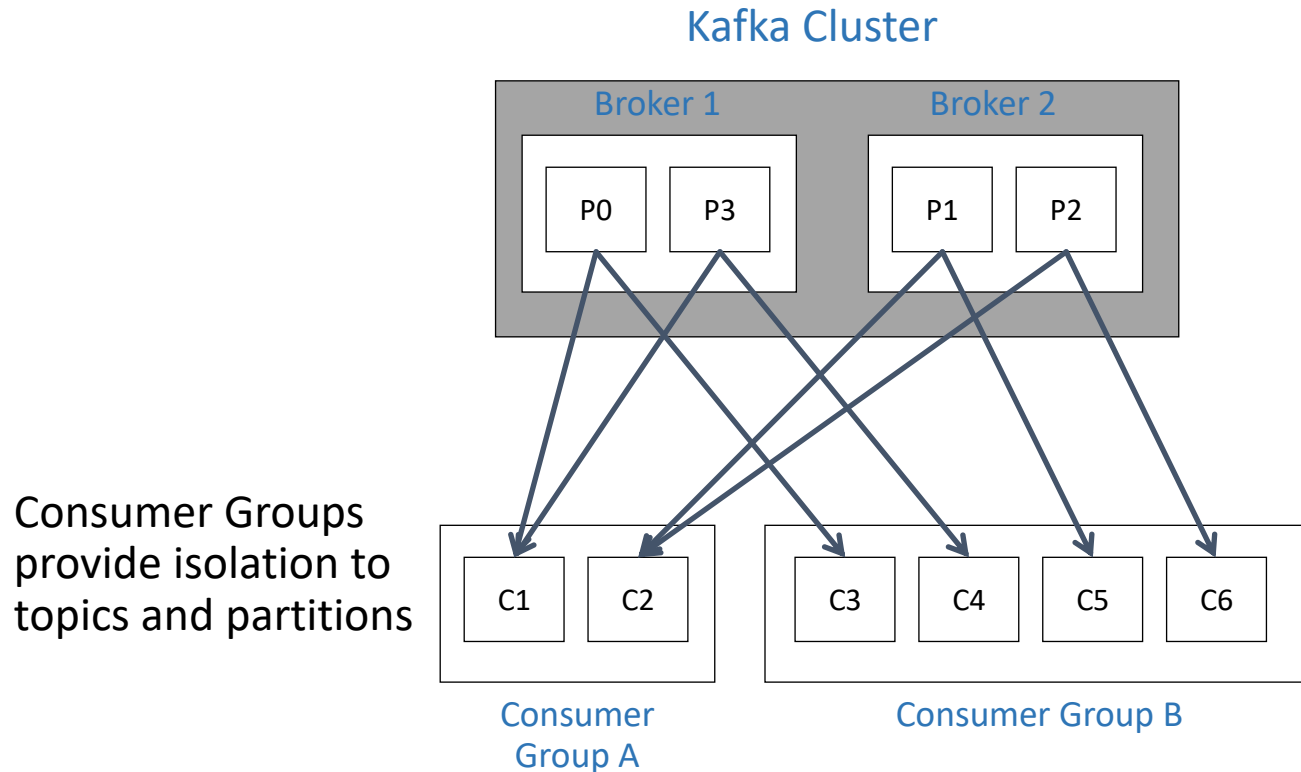 Kafka Cluster
Broker 1
Broker 2
P0
P3
P1
P2
Consumer Groups
provide isolation to
topics and partitions
C1
C2
C3
C4
C5
C6
Consumer
Group A
Consumer Group B